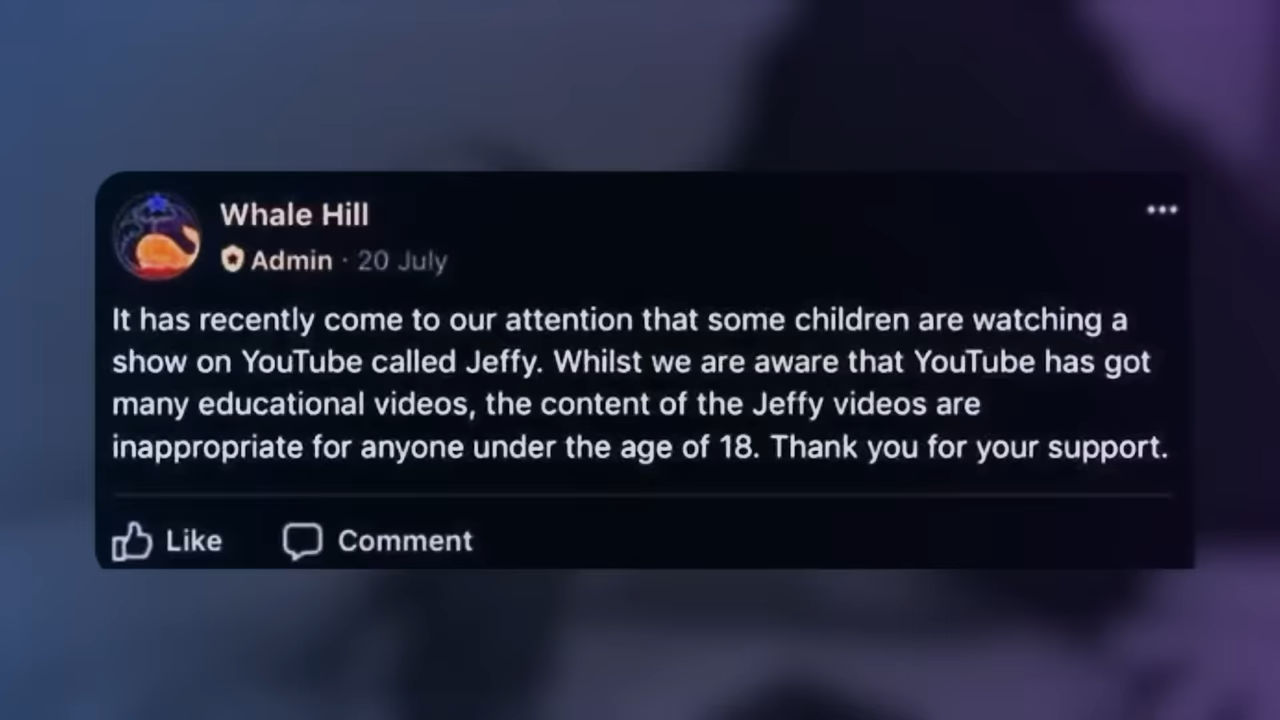 Whale Hill
Admin · 20 July
It has recently come to our attention that some children are watching a
show on YouTube called Jeffy. Whilst we are aware that YouTube has got
many educational videos, the content of the Jeffy videos are
inappropriate for anyone under the age of 18. Thank you for your support.
Like
Comment